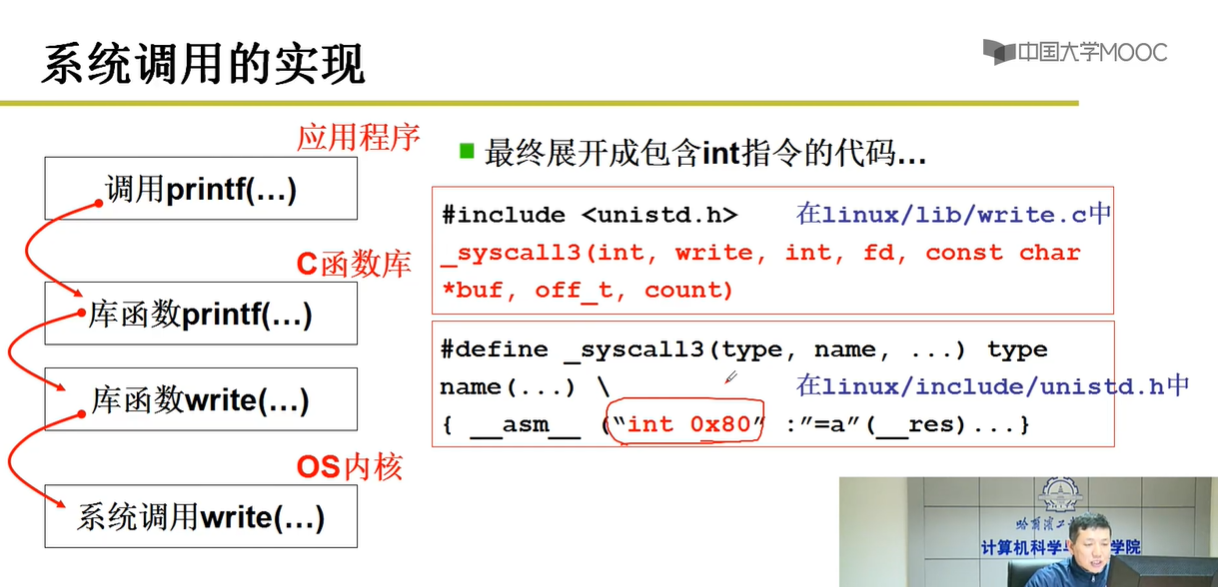 系统调用的实现
中国大学MOOC
应用程序
调用printf(...)
C函数库
库函数printf(...)
库函数write(...)
OS内核
系统调用write(...)
最终展开成包含int指令的代码...
#include <unistd.h> 在linux/lib/write.c中
_syscall3(int, write, int, fd, const char
*buf, off_t, count)
#define _syscall3(type, name, ...) type
name(...) \ 在linux/include/unistd.h中
{ __asm__ (“int 0x80” :”=a”(__res)...}
计算机科学
学院